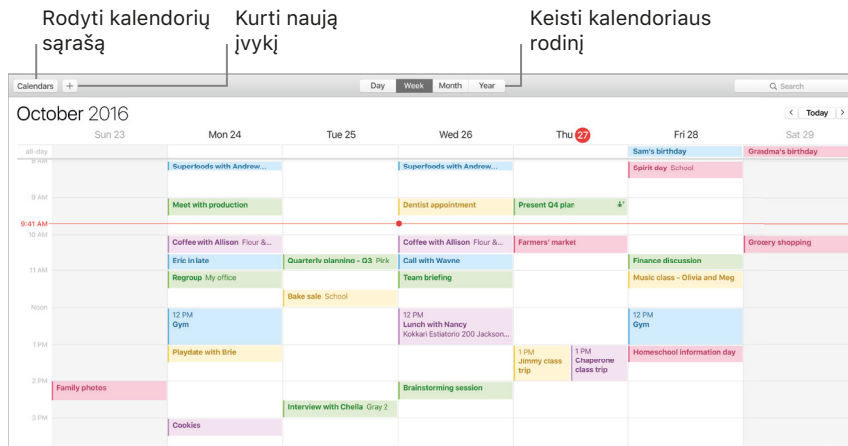 Rodyti kalendorių
sąrašą
Kurti naują
įvykį
Keisti kalendoriaus
rodinį
Calendars
+
Day Week Month Year
Search
October 2016
< Today >
Sun 23 Mon 24 Tue 25 Wed 26 Thu 27 Fri 28 Sat 29
all-day Sam's birthday Grandma's birthday
8 AM
Superfoods with Andrew...
Superfoods with Andrew...
Spirit day School
9 AM
Meet with production
Dentist appointment
Present Q4 plan
9:41 AM
10 AM
Coffee with Allison Flour &...
Coffee with Allison Flour &...
Farmers' market
Grocery shopping
Eric in late
Quarterly planning - Q3 Pirk
Call with Wayne
Finance discussion
11 AM
Regroup My office
Team briefing
Music class - Olivia and Meg
Bake sale School
Noon
12 PM
Gym
12 PM
Lunch with Nancy
Kokkari Estiatorio 200 Jackson...
12 PM
Gym
1 PM
Playdate with Brie
1 PM
Jimmy class
trip
1 PM
Chaperone
class trip
Homeschool information day
2 PM
Family photos
Brainstorming session
Interview with Chella Gray 2
3 PM
Cookies